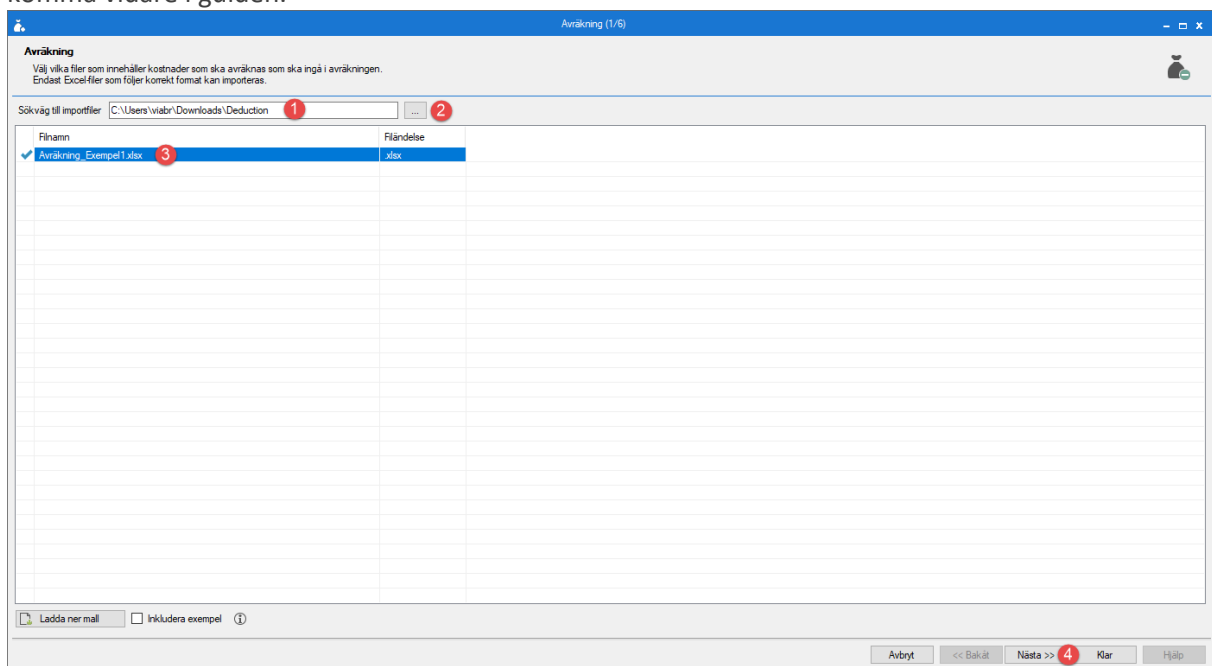 komma vidare i guiden.
Avräkning (1/6)
Avräkning
Välj vilka filer som innehåller kostnader som ska avräknas som ska ingå i avräkningen.
Endast Excel-filer som följer korrekt format kan importeras.
Sökväg till importfiler C:\Users\viabr\Downloads\Deduction 1 ... 2
Filnamn Filändelse
Avräkning_Exempel1.xlsx 3 .xlsx
Ladda ner mall Inkludera exempel
Avbryt << Bakåt Nästa >> 4 Klar Hjälp